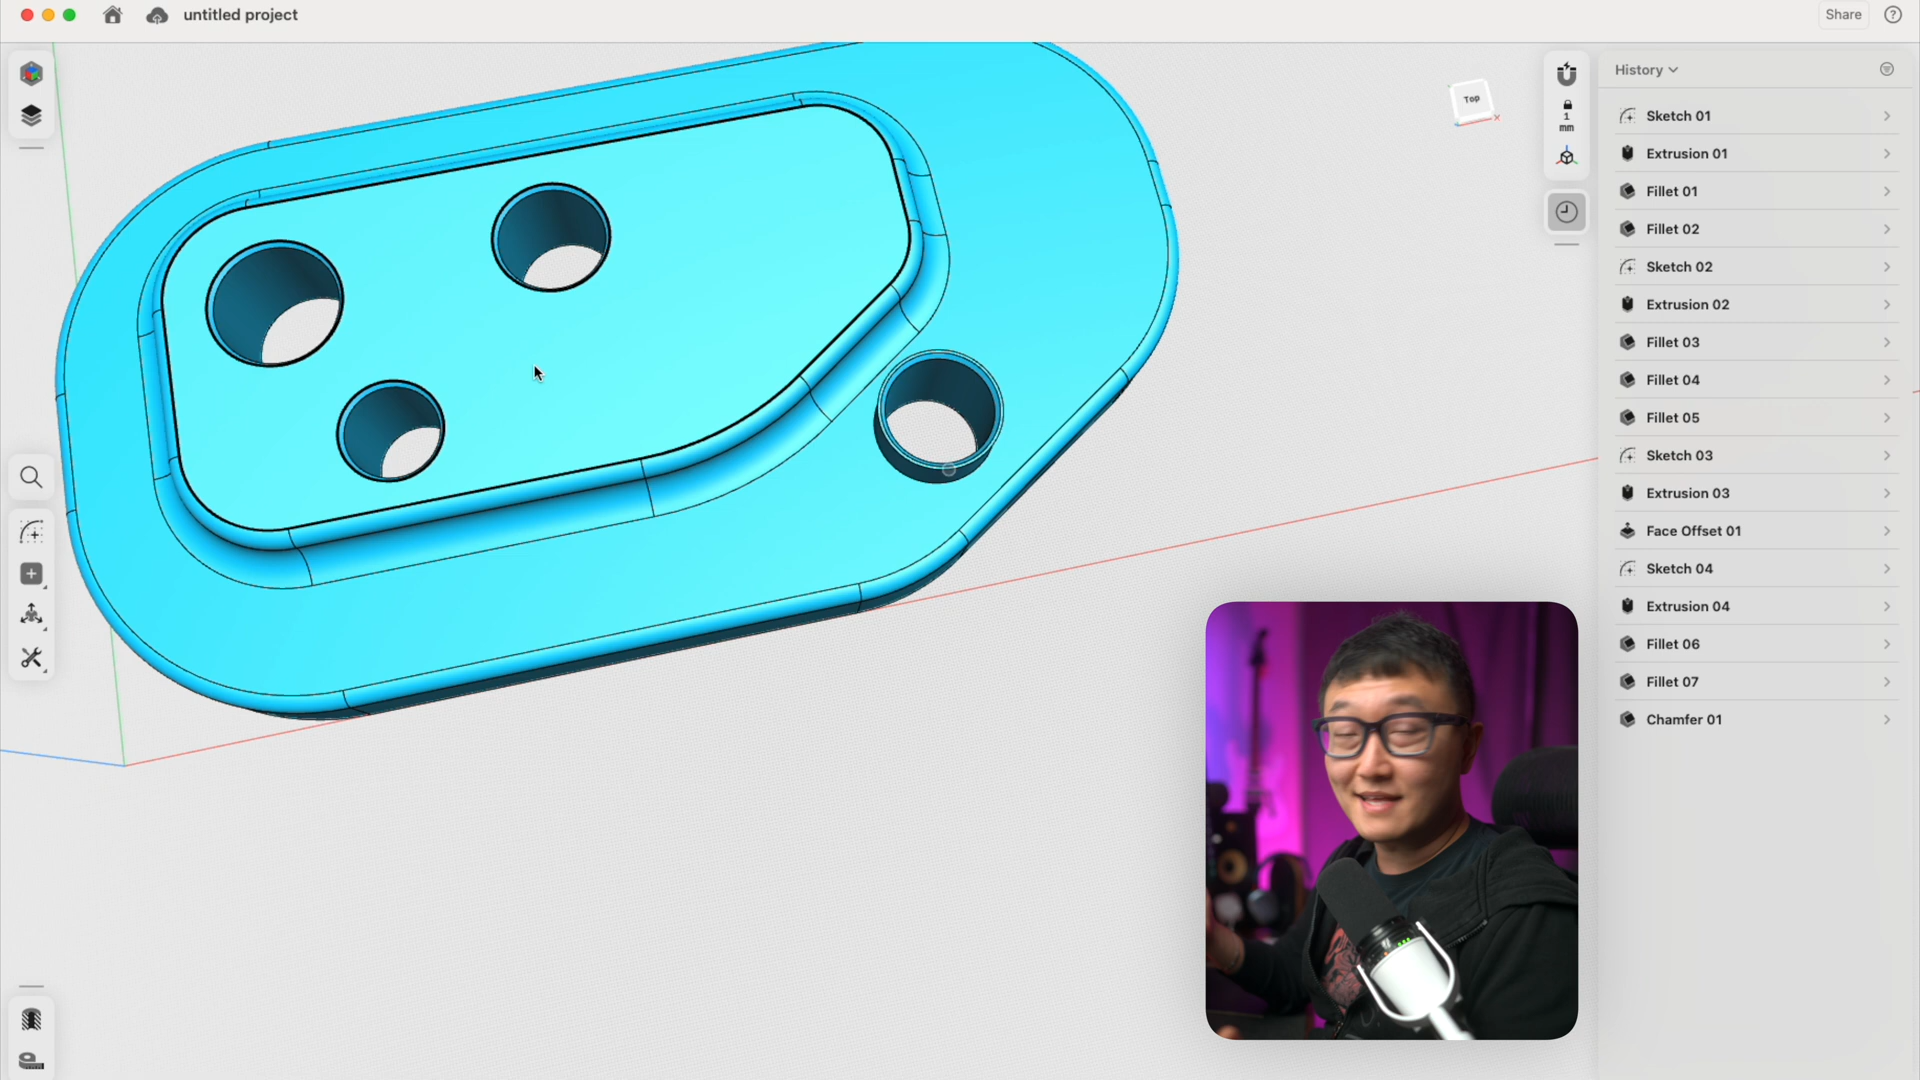 untitled project
Share
?
History
Top
x
1
mm
Sketch 01
Extrusion 01
Fillet 01
Fillet 02
Sketch 02
Extrusion 02
Fillet 03
Fillet 04
Fillet 05
Sketch 03
Extrusion 03
Face Offset 01
Sketch 04
Extrusion 04
Fillet 06
Fillet 07
Chamfer 01